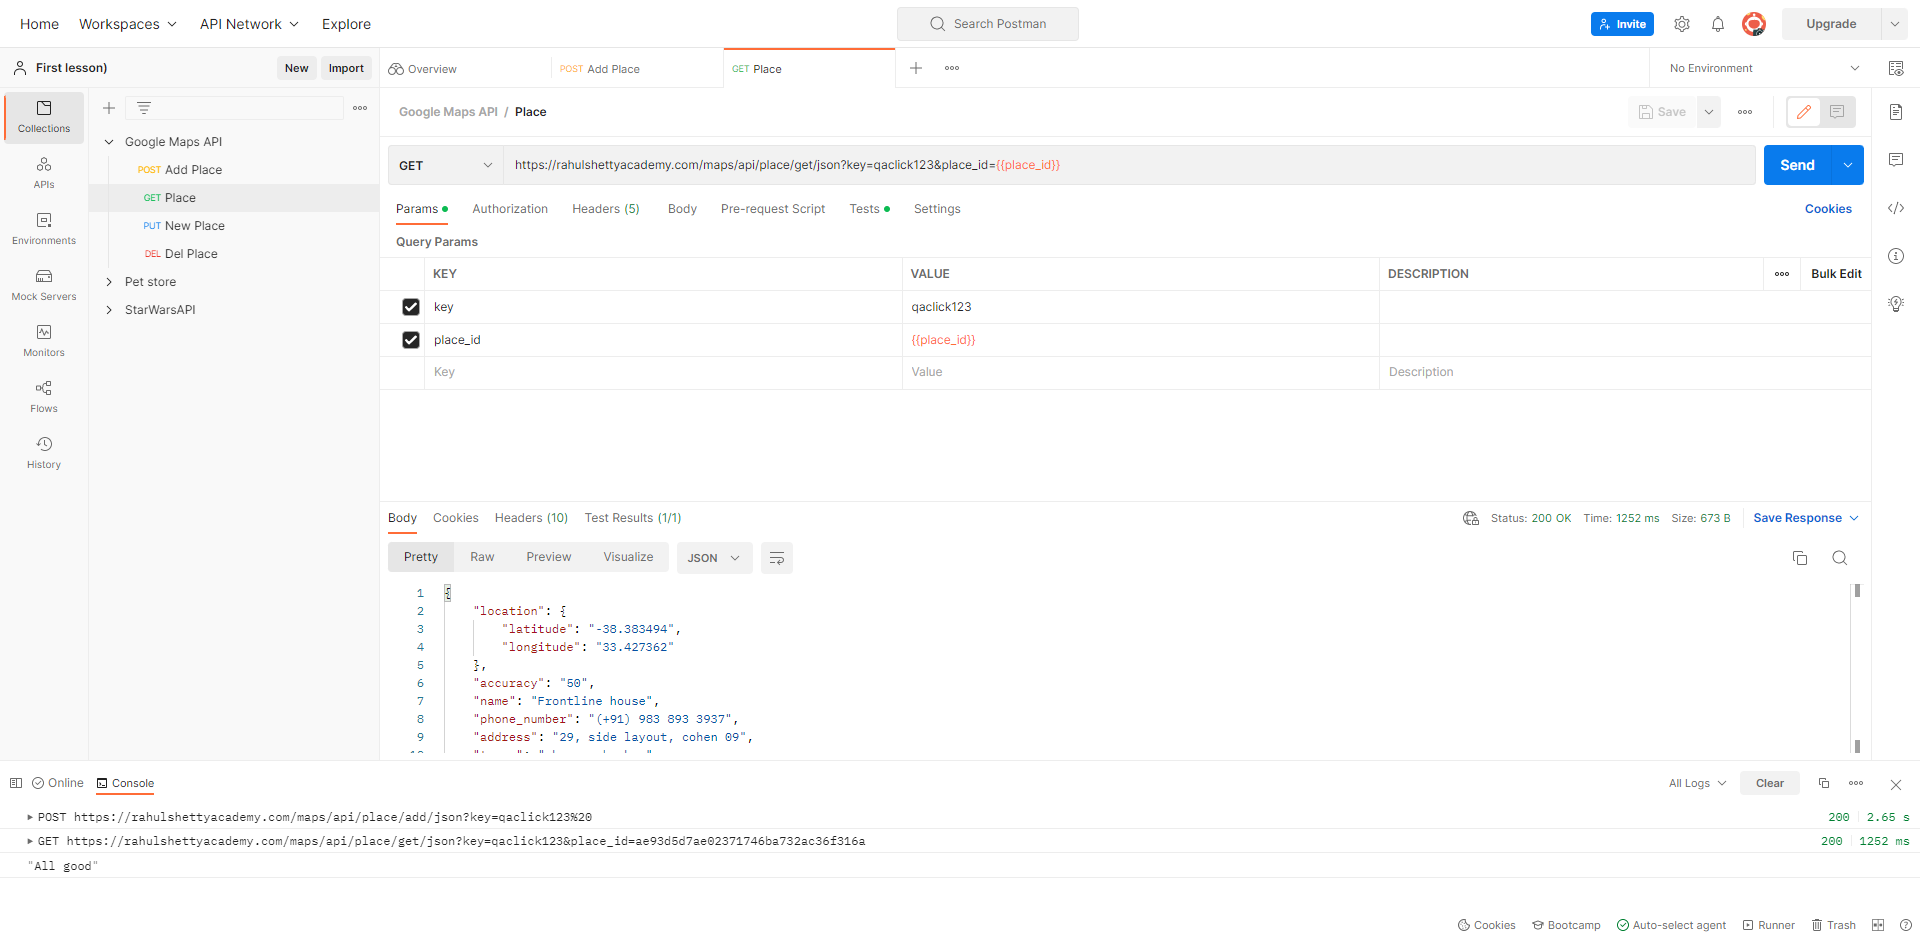 Home Workspaces API Network Explore Search Postman Invite Upgrade
First lesson) New Import Overview POST Add Place GET Place No Environment
Collections
APIs
Environments
Mock Servers
Monitors
Flows
History
Google Maps API
POST Add Place
GET Place
PUT New Place
DEL Del Place
Pet store
StarWarsAPI
Google Maps API / Place Save
GET https://rahulshettyacademy.com/maps/api/place/get/json?key=qaclick123&place_id={{place_id}} Send
Params Authorization Headers (5) Body Pre-request Script Tests Settings Cookies
Query Params
KEY VALUE DESCRIPTION Bulk Edit
key qaclick123
place_id {{place_id}}
Key Value Description
Body Cookies Headers (10) Test Results (1/1) Status: 200 OK Time: 1252 ms Size: 673 B Save Response
Pretty Raw Preview Visualize JSON
1 {
2 "location": {
3 "latitude": "-38.383494",
4 "longitude": "33.427362"
5 },
6 "accuracy": "50",
7 "name": "Frontline house",
8 "phone_number": "(+91) 983 893 3937",
9 "address": "29, side layout, cohen 09",
Online Console All Logs Clear
POST https://rahulshettyacademy.com/maps/api/place/add/json?key=qaclick123%20 200 2.65 s
GET https://rahulshettyacademy.com/maps/api/place/get/json?key=qaclick123&place_id=ae93d5d7ae02371746ba732ac36f316a 200 1252 ms
"All good"
Cookies Bootcamp Auto-select agent Runner Trash